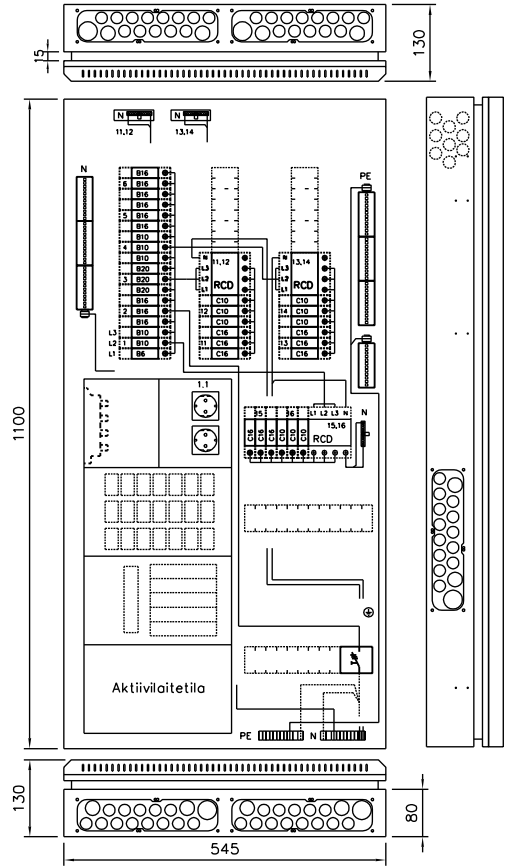 15
130
N
11,12
N
13,14
N
PE
B16
6 B16
B16
B16
5 B16
B16
B10
4 B10
B10
B20
3 B20
B20
B16
2 B16
B16
L3 B10
L2 1 B10
L1 B6
N 11,12
L3
L2 RCD
L1
C10
12 C10
C10
C16
11 C16
C16
N 13,14
L3
L2 RCD
L1
C10
14 C10
C10
C16
13 C16
C16
1.1
L1 L2 L3 N
15,16
RCD
C16
C16
C16
C10
C10
C10
N
1100
Aktiivilaitetila
PE
N
130
80
545